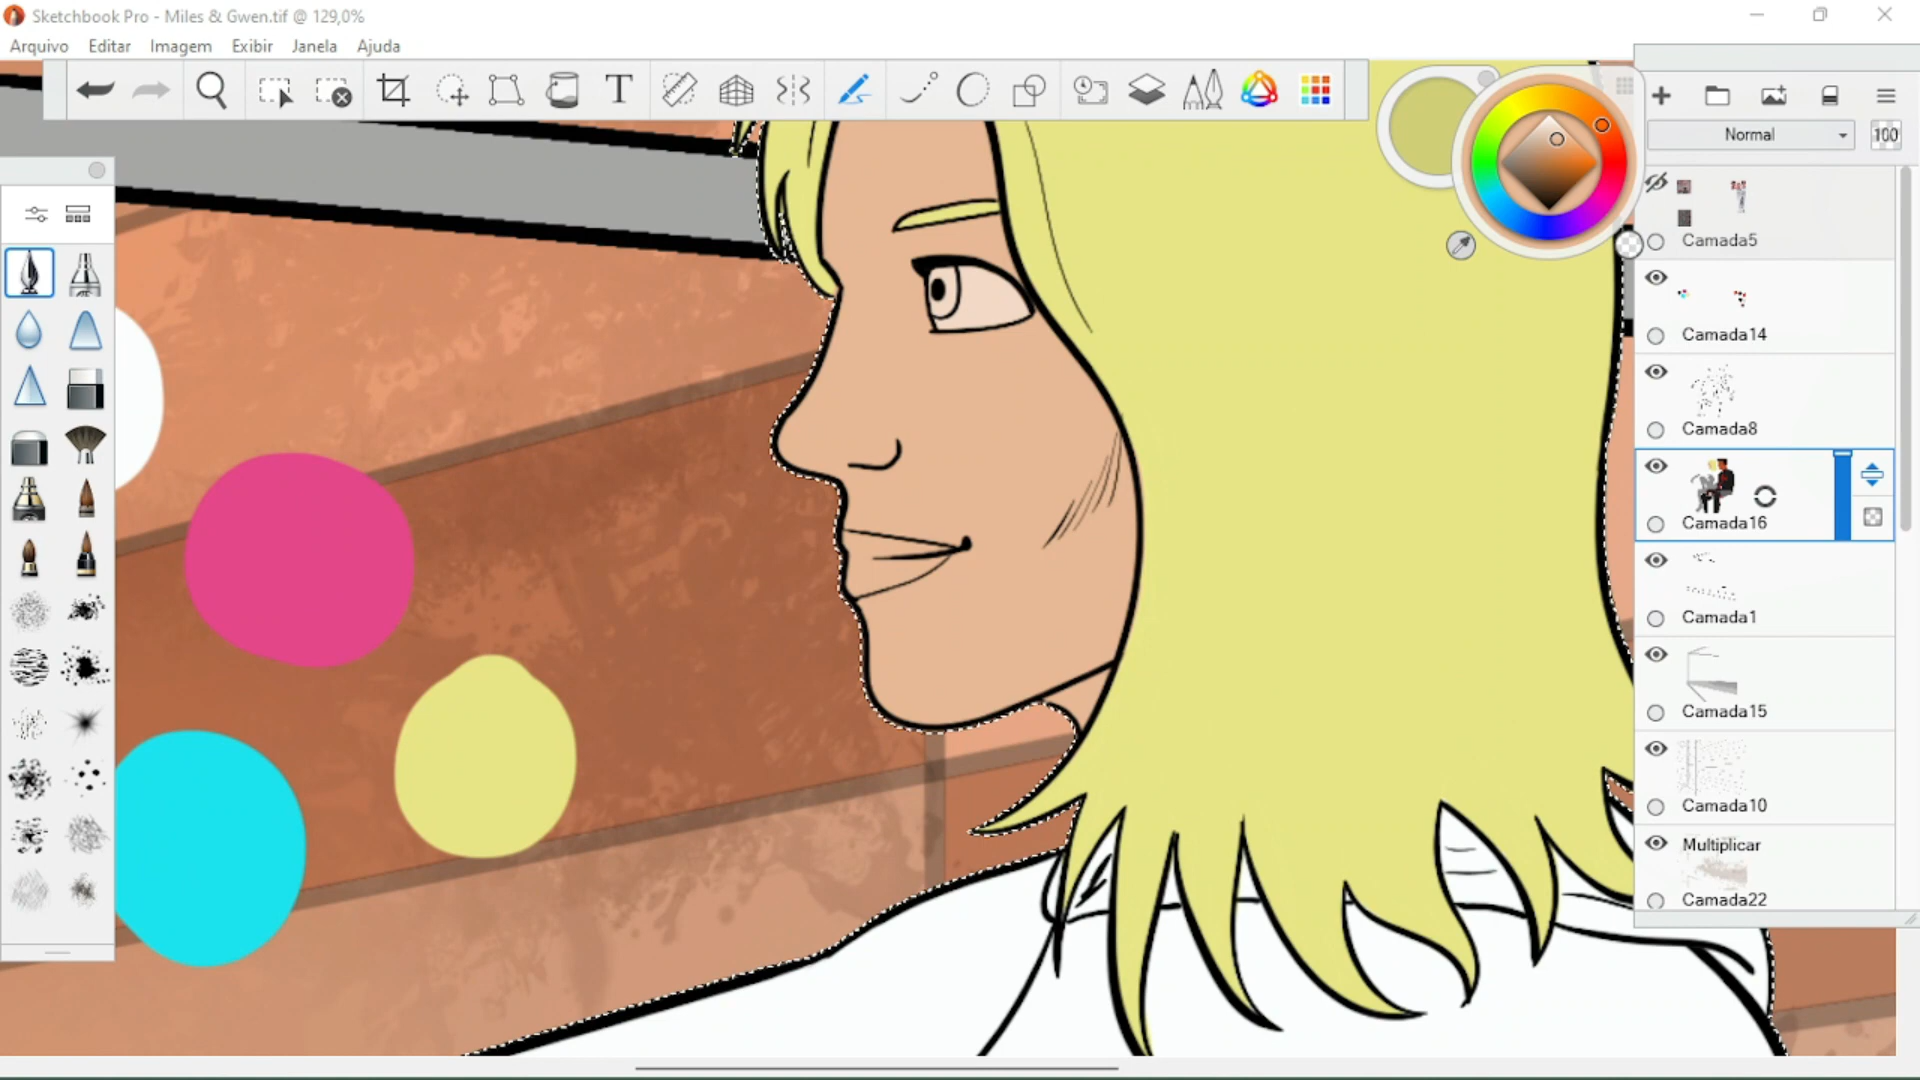 Sketchbook Pro - Miles & Gwen.tif @ 129,0%
Arquivo Editar Imagem Exibir Janela Ajuda
T
Normal 100
Camada5
Camada14
Camada8
Camada16
Camada1
Camada15
Camada10
Multiplicar
Camada22